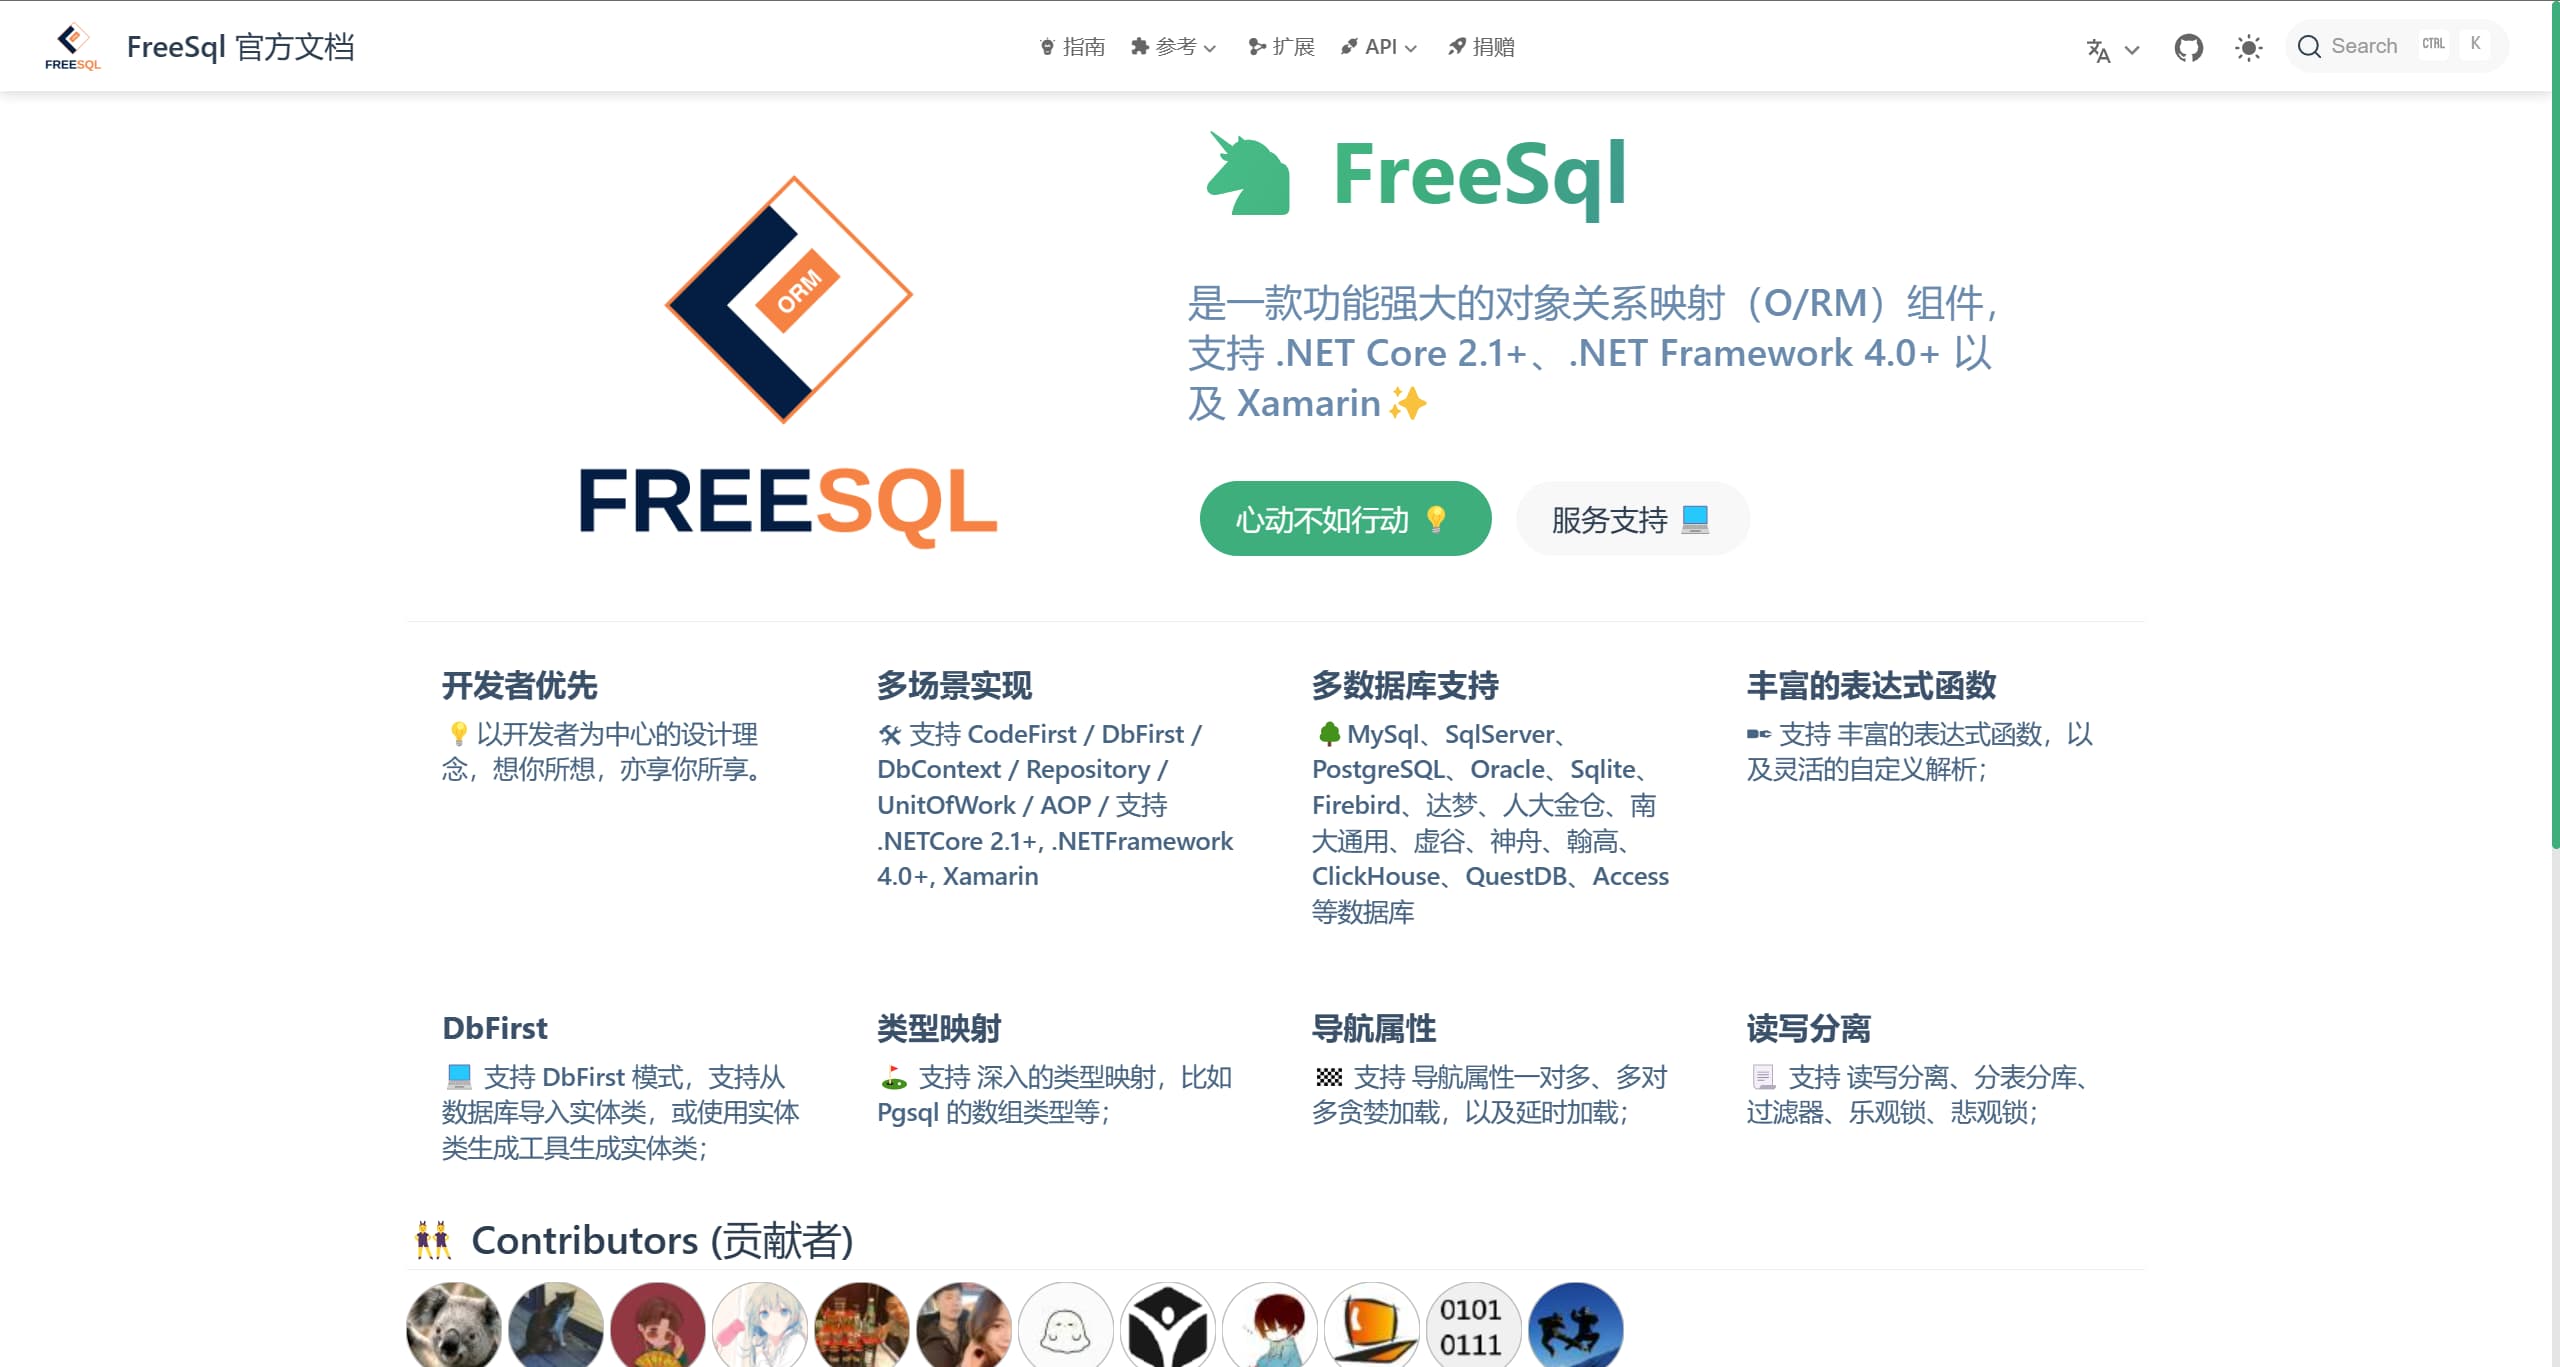 FREESQL
FreeSql 官方文档
指南
参考
扩展
API
捐赠
Search
CTRL
K
ORM
FREESQL
FreeSql
是一款功能强大的对象关系映射（O/RM）组件，
支持 .NET Core 2.1+、.NET Framework 4.0+ 以
及 Xamarin✨
心动不如行动 💡
服务支持 💻
开发者优先
💡以开发者为中心的设计理
念，想你所想，亦享你所享。
多场景实现
🛠 支持 CodeFirst / DbFirst /
DbContext / Repository /
UnitOfWork / AOP / 支持
.NETCore 2.1+, .NETFramework
4.0+, Xamarin
多数据库支持
🌳MySql、SqlServer、
PostgreSQL、Oracle、Sqlite、
Firebird、达梦、人大金仓、南
大通用、虚谷、神舟、翰高、
ClickHouse、QuestDB、Access
等数据库
丰富的表达式函数
✒ 支持 丰富的表达式函数，以
及灵活的自定义解析；
DbFirst
💻 支持 DbFirst 模式，支持从
数据库导入实体类，或使用实体
类生成工具生成实体类；
类型映射
⛳ 支持 深入的类型映射，比如
Pgsql 的数组类型等；
导航属性
🏁 支持 导航属性一对多、多对
多贪婪加载，以及延时加载；
读写分离
📃 支持 读写分离、分表分库、
过滤器、乐观锁、悲观锁；
👯 Contributors (贡献者)
0101
0111